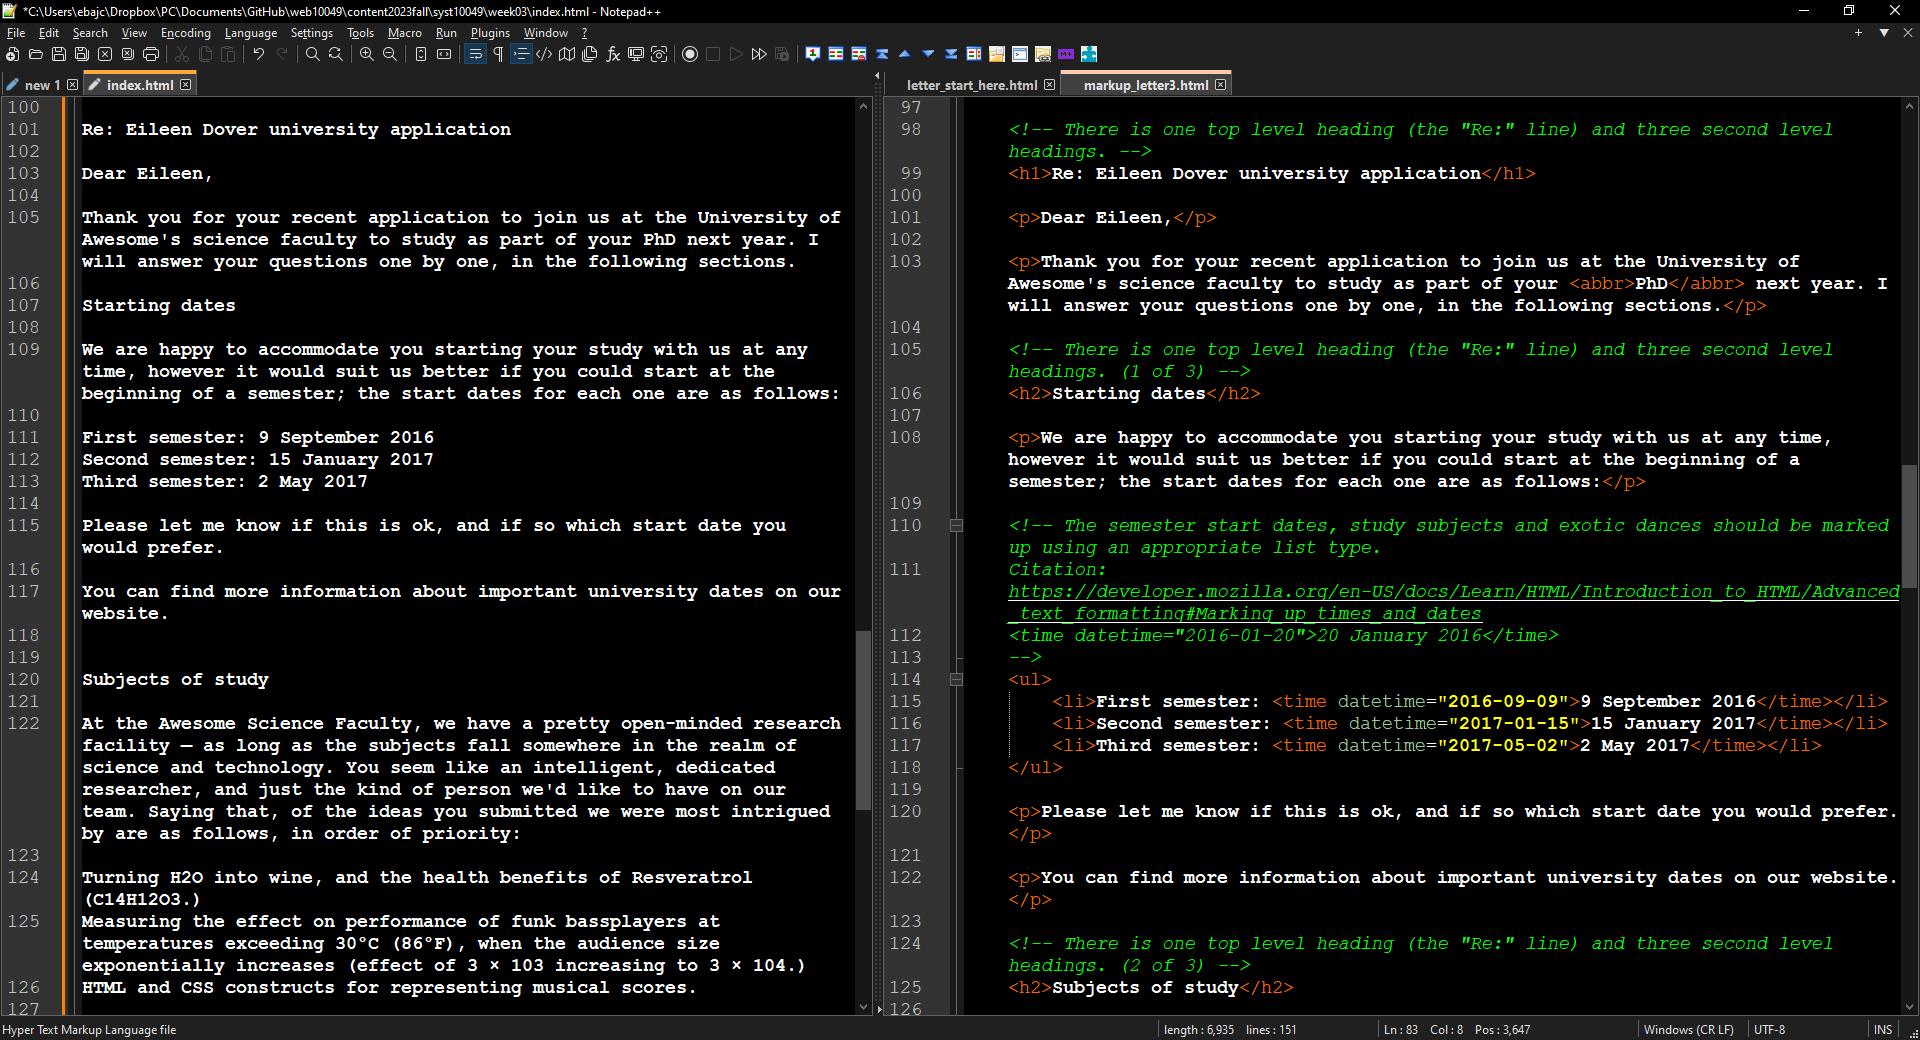 *C:\Users\ebajc\Dropbox\PC\Documents\GitHub\web10049\content2023fall\syst10049\week03\index.html - Notepad++
File Edit Search View Encoding Language Settings Tools Macro Run Plugins Window ?
new 1 index.html
100
101 Re: Eileen Dover university application
102
103 Dear Eileen,
104
105 Thank you for your recent application to join us at the University of
Awesome's science faculty to study as part of your PhD next year. I
will answer your questions one by one, in the following sections.
106
107 Starting dates
108
109 We are happy to accommodate you starting your study with us at any
time, however it would suit us better if you could start at the
beginning of a semester; the start dates for each one are as follows:
110
111 First semester: 9 September 2016
112 Second semester: 15 January 2017
113 Third semester: 2 May 2017
114
115 Please let me know if this is ok, and if so which start date you
would prefer.
116
117 You can find more information about important university dates on our
website.
118
119
120 Subjects of study
121
122 At the Awesome Science Faculty, we have a pretty open-minded research
facility — as long as the subjects fall somewhere in the realm of
science and technology. You seem like an intelligent, dedicated
researcher, and just the kind of person we'd like to have on our
team. Saying that, of the ideas you submitted we were most intrigued
by are as follows, in order of priority:
123
124 Turning H2O into wine, and the health benefits of Resveratrol
(C14H12O3.)
125 Measuring the effect on performance of funk bassplayers at
temperatures exceeding 30°C (86°F), when the audience size
exponentially increases (effect of 3 × 103 increasing to 3 × 104.)
126 HTML and CSS constructs for representing musical scores.
127
letter_start_here.html markup_letter3.html
97
98 <!-- There is one top level heading (the "Re:" line) and three second level
headings. -->
99 <h1>Re: Eileen Dover university application</h1>
100
101 <p>Dear Eileen,</p>
102
103 <p>Thank you for your recent application to join us at the University of
Awesome's science faculty to study as part of your <abbr>PhD</abbr> next year. I
will answer your questions one by one, in the following sections.</p>
104
105 <!-- There is one top level heading (the "Re:" line) and three second level
headings. (1 of 3) -->
106 <h2>Starting dates</h2>
107
108 <p>We are happy to accommodate you starting your study with us at any time,
however it would suit us better if you could start at the beginning of a
semester; the start dates for each one are as follows:</p>
109
110 <!-- The semester start dates, study subjects and exotic dances should be marked
up using an appropriate list type.
111 Citation:
https://developer.mozilla.org/en-US/docs/Learn/HTML/Introduction_to_HTML/Advanced
_text_formatting#Marking_up_times_and_dates
112 <time datetime="2016-01-20">20 January 2016</time>
113 -->
114 <ul>
115 <li>First semester: <time datetime="2016-09-09">9 September 2016</time></li>
116 <li>Second semester: <time datetime="2017-01-15">15 January 2017</time></li>
117 <li>Third semester: <time datetime="2017-05-02">2 May 2017</time></li>
118 </ul>
119
120 <p>Please let me know if this is ok, and if so which start date you would prefer.
</p>
121
122 <p>You can find more information about important university dates on our website.
</p>
123
124 <!-- There is one top level heading (the "Re:" line) and three second level
headings. (2 of 3) -->
125 <h2>Subjects of study</h2>
126
Hyper Text Markup Language file length : 6,935 lines : 151 Ln : 83 Col : 8 Pos : 3,647 Windows (CR LF) UTF-8 INS